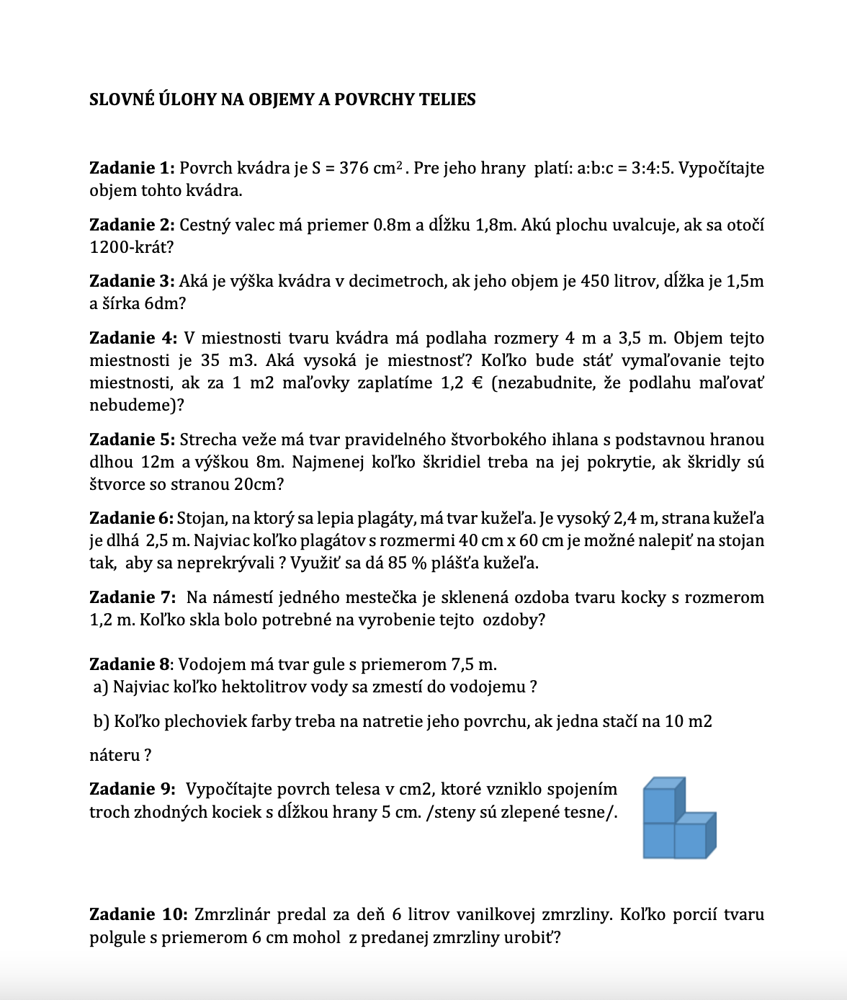 SLOVNÉ ÚLOHY NA OBJEMY A POVRCHY TELIES
Zadanie 1: Povrch kvádra je S = 376 cm². Pre jeho hrany platí: a:b:c = 3:4:5. Vypočítajte
objem tohto kvádra.
Zadanie 2: Cestný valec má priemer 0.8m a dĺžku 1,8m. Akú plochu uvalcuje, ak sa otočí
1200-krát?
Zadanie 3: Aká je výška kvádra v decimetroch, ak jeho objem je 450 litrov, dĺžka je 1,5m
a šírka 6dm?
Zadanie 4: V miestnosti tvaru kvádra má podlaha rozmery 4 m a 3,5 m. Objem tejto
miestnosti je 35 m3. Aká vysoká je miestnosť? Koľko bude stáť vymaľovanie tejto
miestnosti, ak za 1 m2 maľovky zaplatíme 1,2 € (nezabudnite, že podlahu maľovať
nebudeme)?
Zadanie 5: Strecha veže má tvar pravidelného štvorbokého ihlana s podstavnou hranou
dlhou 12m a výškou 8m. Najmenej koľko škridiel treba na jej pokrytie, ak škridly sú
štvorce so stranou 20cm?
Zadanie 6: Stojan, na ktorý sa lepia plagáty, má tvar kužeľa. Je vysoký 2,4 m, strana kužeľa
je dlhá 2,5 m. Najviac koľko plagátov s rozmermi 40 cm x 60 cm je možné nalepiť na stojan
tak, aby sa neprekrývali ? Využiť sa dá 85 % plášťa kužeľa.
Zadanie 7: Na námestí jedného mestečka je sklenená ozdoba tvaru kocky s rozmerom
1,2 m. Koľko skla bolo potrebné na vyrobenie tejto ozdoby?
Zadanie 8: Vodojem má tvar gule s priemerom 7,5 m.
a) Najviac koľko hektolitrov vody sa zmestí do vodojemu ?
b) Koľko plechoviek farby treba na natretie jeho povrchu, ak jedna stačí na 10 m2
náteru ?
Zadanie 9: Vypočítajte povrch telesa v cm2, ktoré vzniklo spojením
troch zhodných kociek s dĺžkou hrany 5 cm. /steny sú zlepené tesne/.
Zadanie 10: Zmrzlinár predal za deň 6 litrov vanilkovej zmrzliny. Koľko porcií tvaru
polgule s priemerom 6 cm mohol z predanej zmrzliny urobiť?